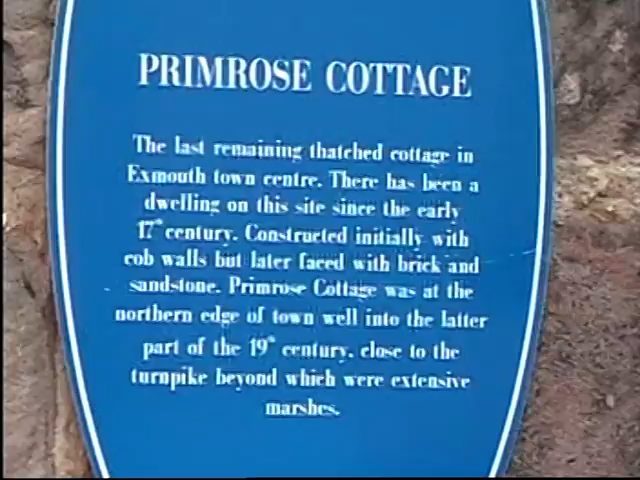 PRIMROSE COTTAGE
The last remaining thatched cottage in
Exmouth town centre. There has been a
dwelling on this site since the early
17th century. Constructed initially with
cob walls but later faced with brick and
sandstone. Primrose Cottage was at the
northern edge of town well into the latter
part of the 19th century, close to the
turnpike beyond which were extensive
marshes.